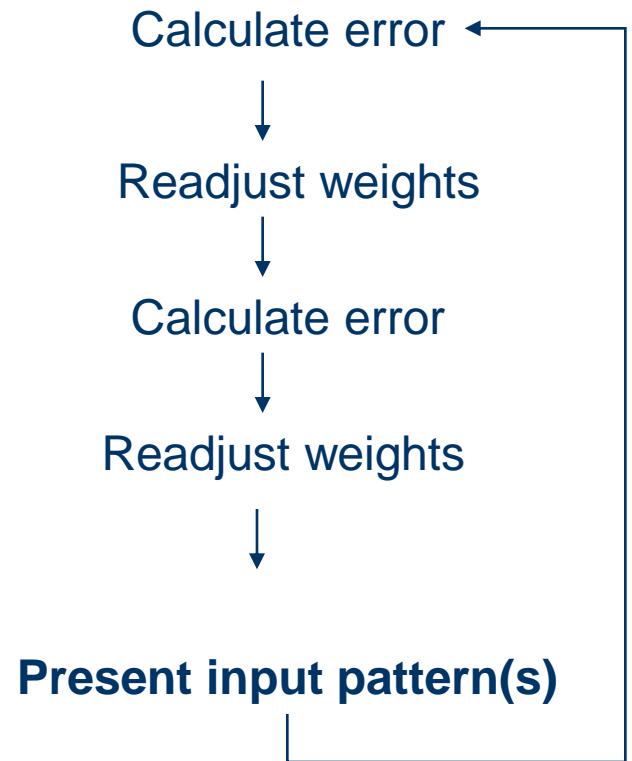 Calculate error
Readjust weights
Calculate error
Readjust weights
Present input pattern(s)